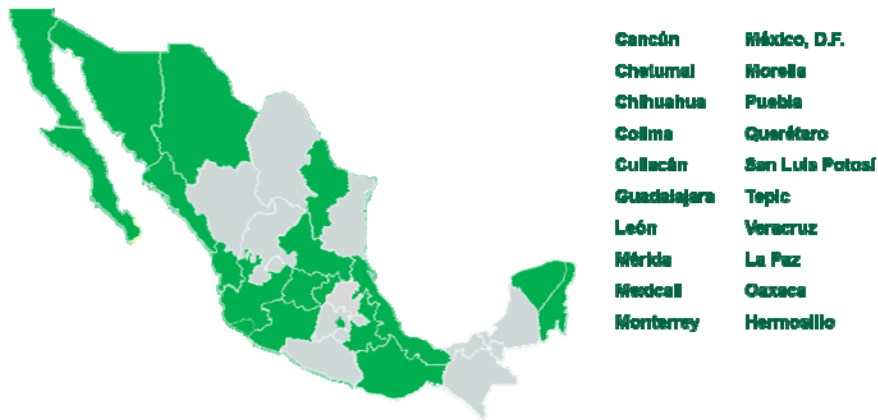 Cancún
Chetumal
Chihuahua
Colima
Culiacán
Guadalajara
León
Mérida
Mexicali
Monterrey
México, D.F.
Morelia
Puebla
Querétaro
San Luis Potosí
Tepic
Veracruz
La Paz
Oaxaca
Hermosillo